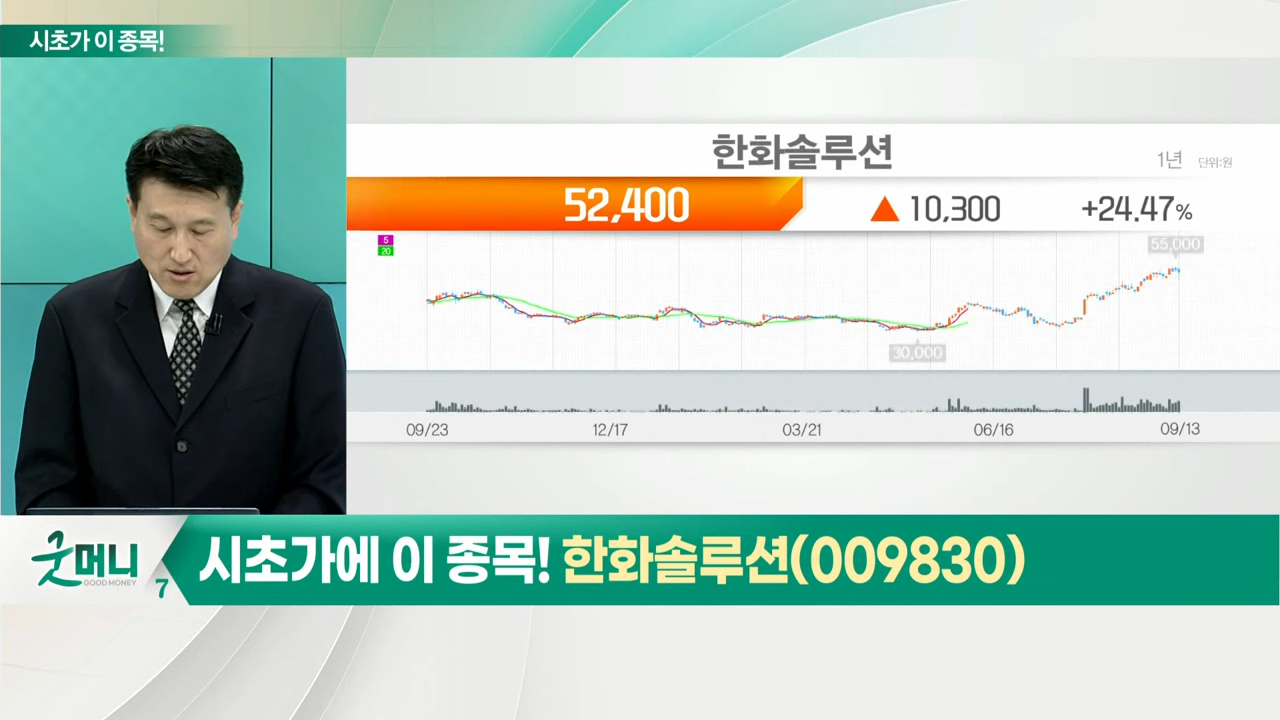 시초가 이 종목!
한화솔루션
1년 단위:원
52,400 ▲ 10,300 +24.47%
5
20
55,000
30,000
09/23 12/17 03/21 06/16 09/13
굿머니
GOOD MONEY
7
시초가에 이 종목! 한화솔루션(009830)